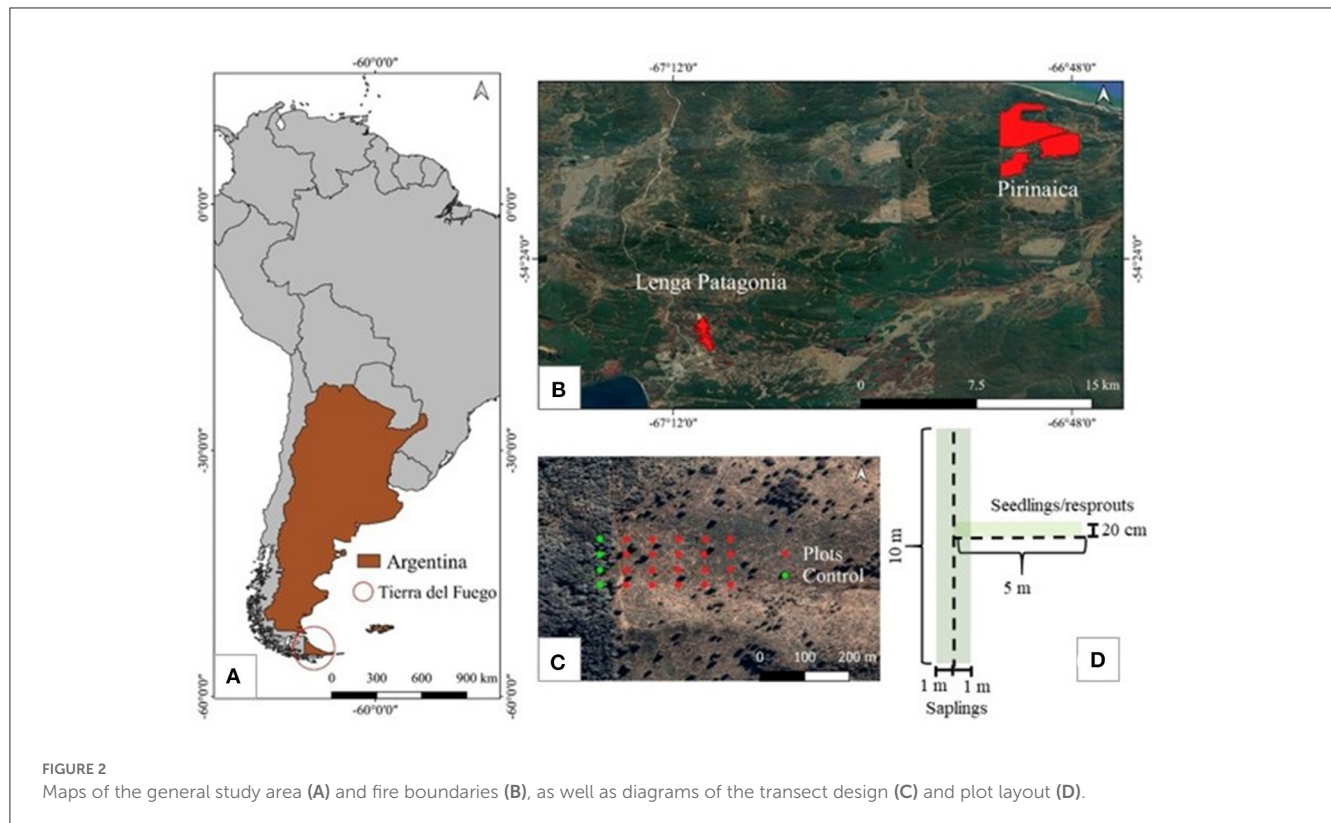 -60°0'0"
0°0'0"
0°0'0"
-30°0'0"
-30°0'0"
Argentina
Tierra del Fuego
A
0 300 600 900 km
-60°0'0"
-60°0'0"
-60°0'0"
-67°12'0"
-66°48'0"
Pirinaica
-54°24'0"
-54°24'0"
Lenga Patagonia
B
0 7.5 15 km
-67°12'0"
-66°48'0"
Plots
Control
C
0 100 200 m
Seedlings/resprouts
20 cm
10 m
5 m
D
1 m 1 m
Saplings
FIGURE 2
Maps of the general study area (A) and fire boundaries (B), as well as diagrams of the transect design (C) and plot layout (D).